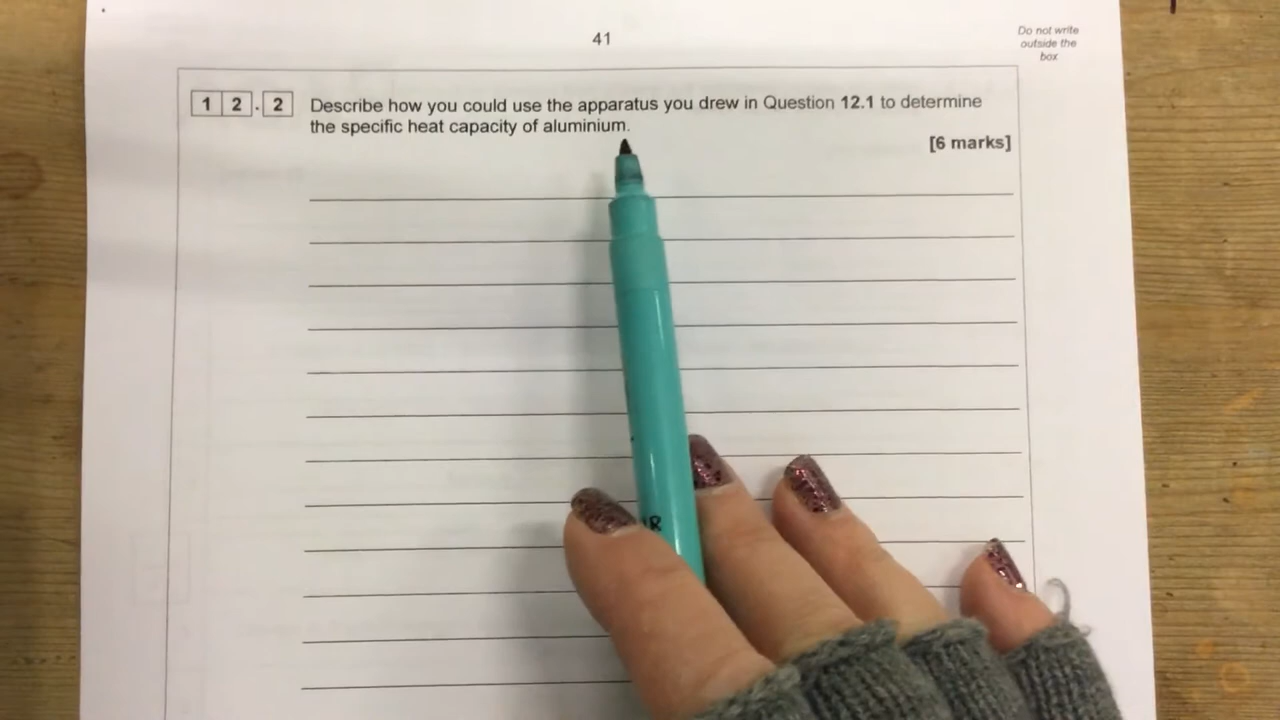 41
Do not write
outside the
box
1 2 . 2 Describe how you could use the apparatus you drew in Question 12.1 to determine
the specific heat capacity of aluminium.
[6 marks]